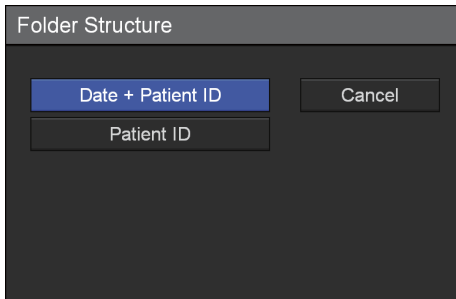 Folder Structure
Date + Patient ID
Cancel
Patient ID